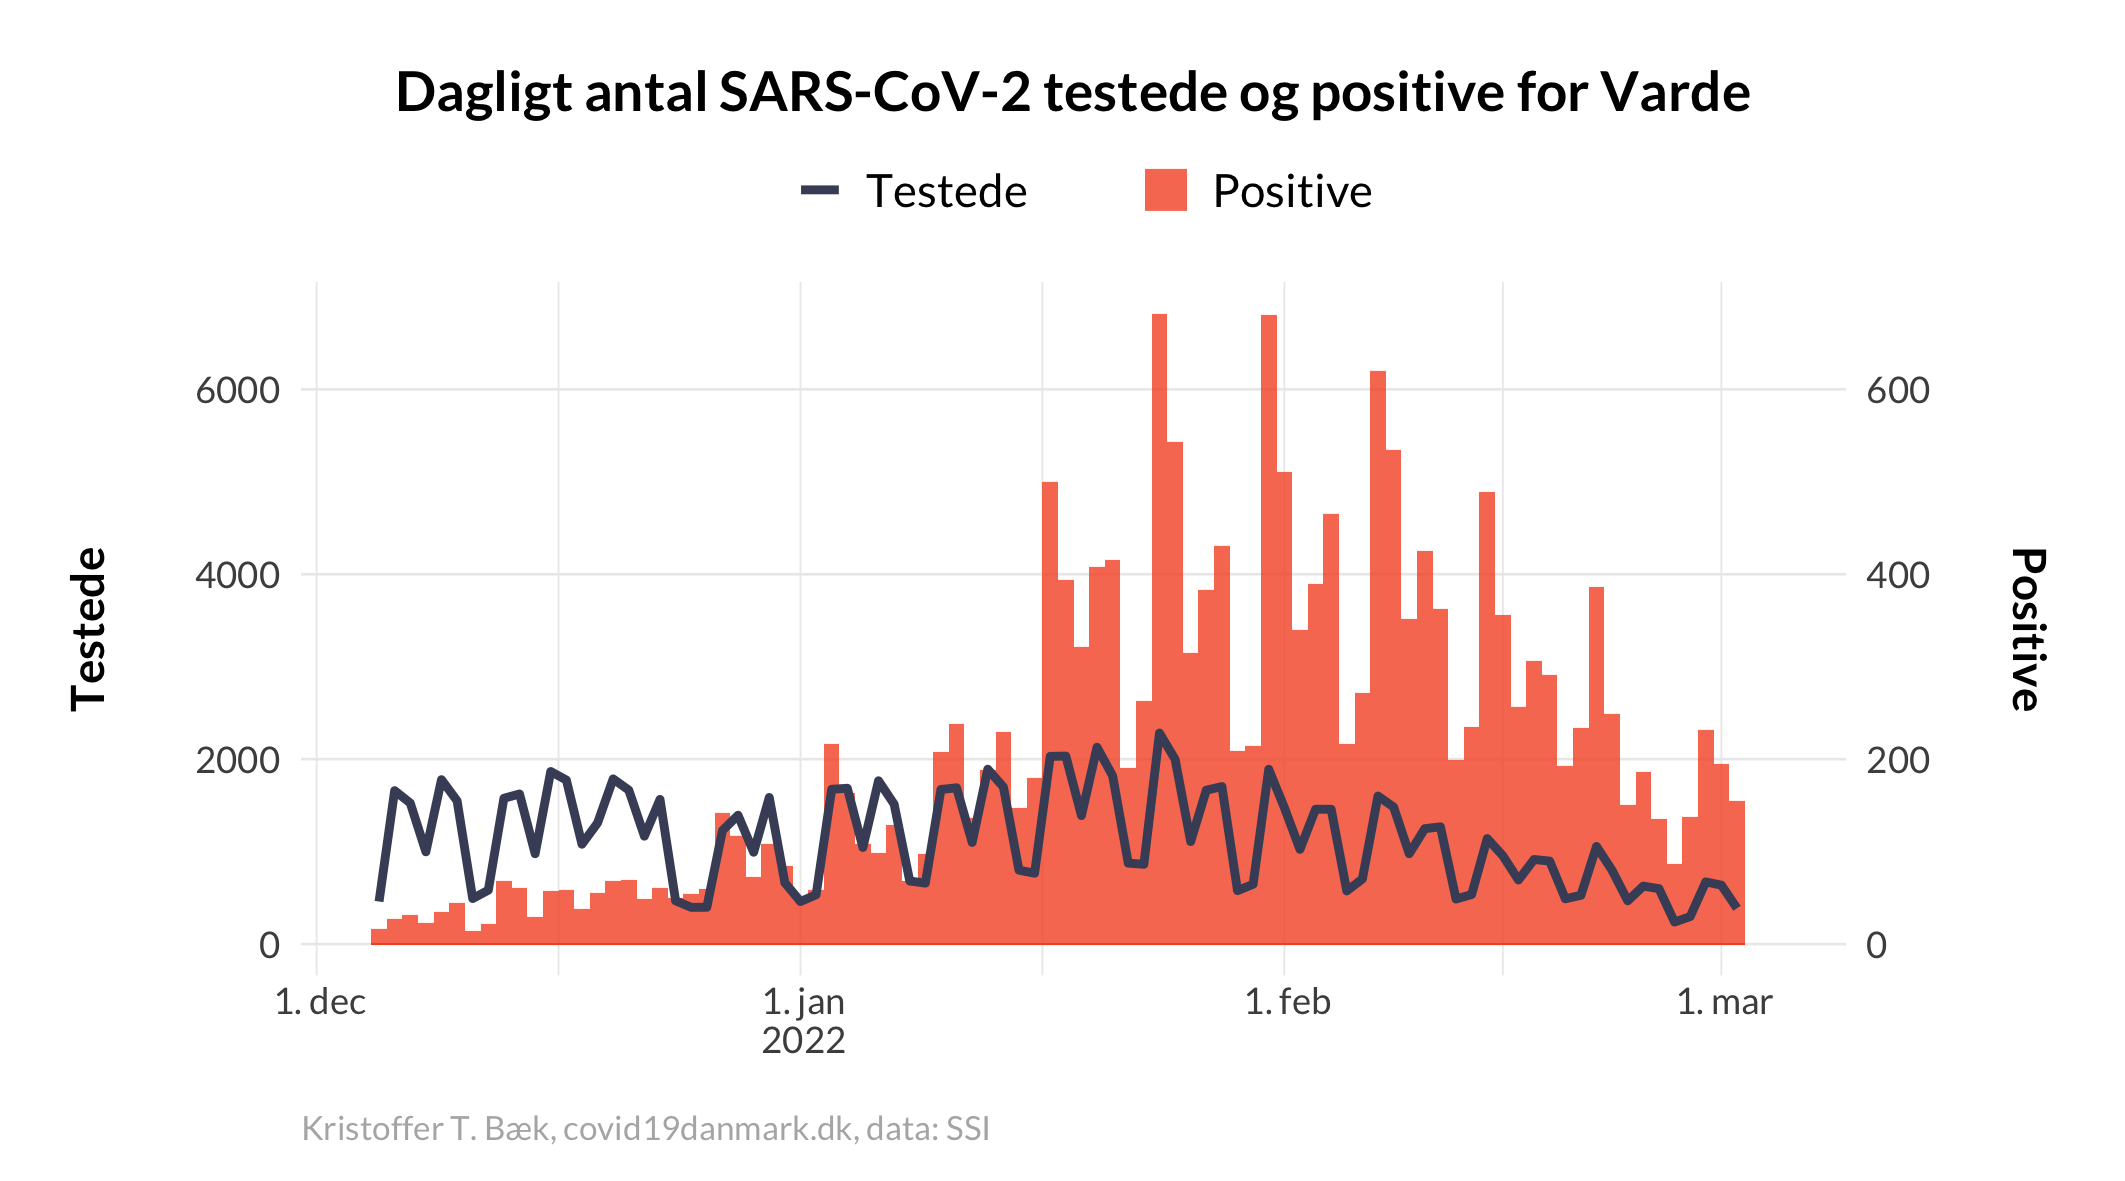 Dagligt antal SARS-CoV-2 testede og positive for Varde
Testede
Positive
6000
4000
2000
0
Testede
600
400
200
0
Positive
1. dec
1. jan
2022
1. feb
1. mar
Kristoffer T. Bæk, covid19danmark.dk, data: SSI